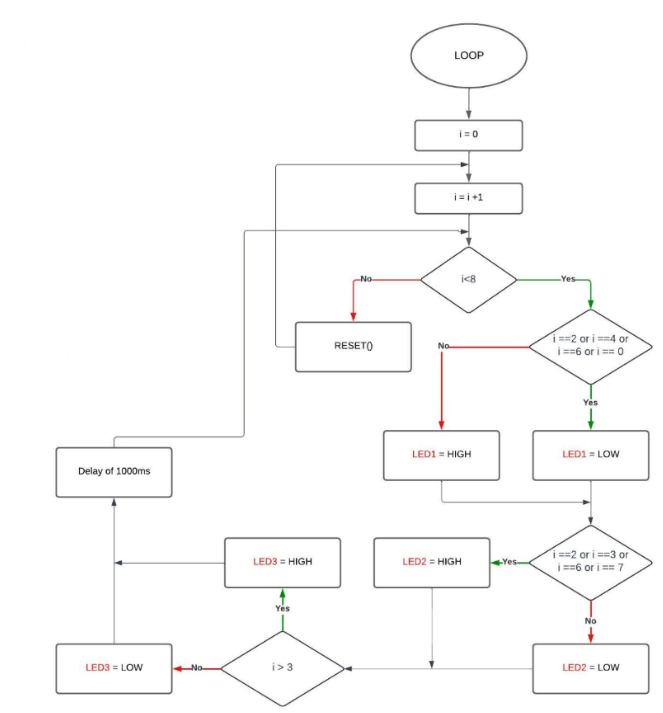 LOOP
i = 0
i = i +1
i<8
No
Yes
RESET()
i ==2 or i ==4 or
i ==6 or i == 0
No
Yes
LED1 = HIGH
LED1 = LOW
Delay of 1000ms
i ==2 or i ==3 or
i ==6 or i == 7
Yes
No
LED2 = HIGH
LED3 = HIGH
Yes
LED2 = LOW
i > 3
No
LED3 = LOW